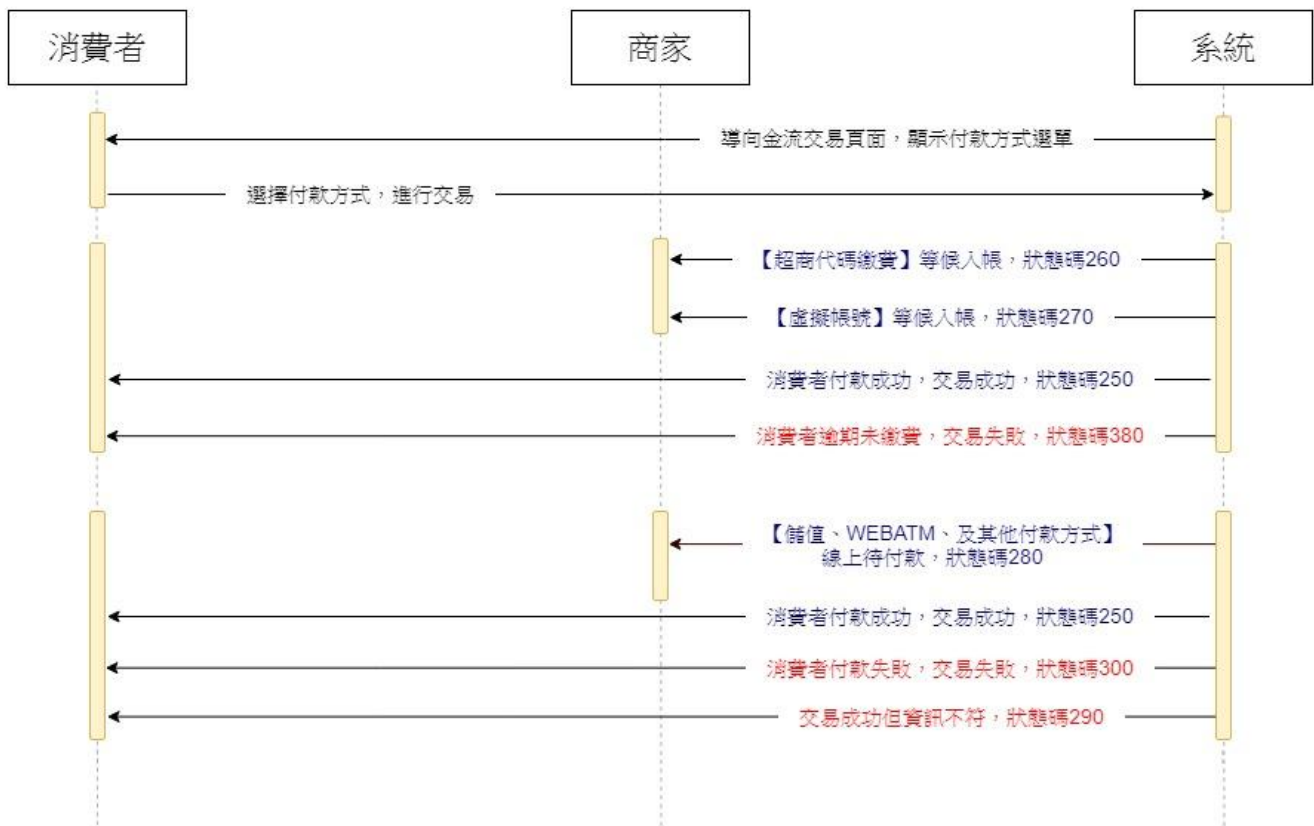 消費者
商家
系統
導向金流交易頁面，顯示付款方式選單
選擇付款方式，進行交易
【超商代碼繳費】等候入帳，狀態碼260
【虛擬帳號】等候入帳，狀態碼270
消費者付款成功，交易成功，狀態碼250
消費者逾期未繳費，交易失敗，狀態碼380
【儲值、WEBATM、及其他付款方式】
線上待付款，狀態碼280
消費者付款成功，交易成功，狀態碼250
消費者付款失敗，交易失敗，狀態碼300
交易成功但資訊不符，狀態碼290